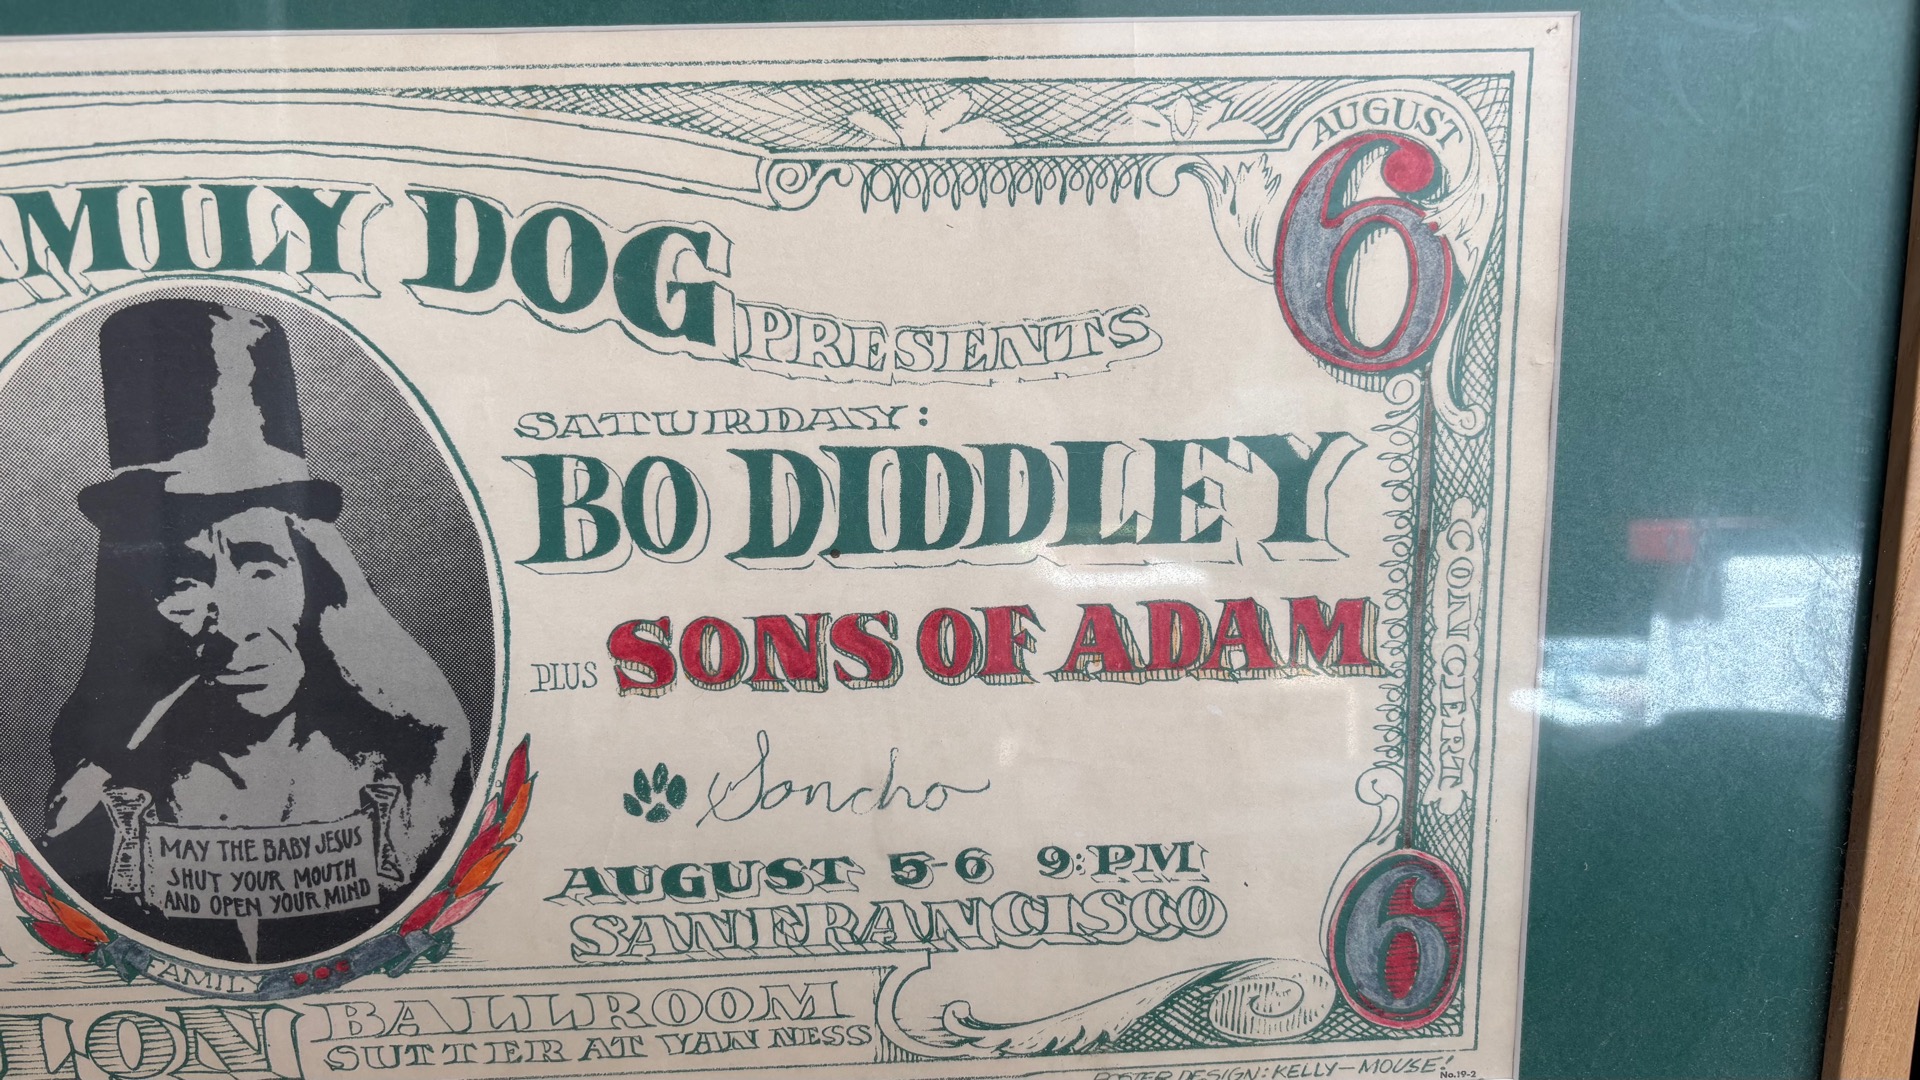 AUGUST
6
AMILY DOG
PRESENTS
SATURDAY:
BO DIDDLEY
PLUS SONS OF ADAM
Soncho
AUGUST 5-6 9:PM
SANFRANCISCO
CONCERT
6
MAY THE BABY JESUS
SHUT YOUR MOUTH
AND OPEN YOUR MIND
FAMILY
LON BALLROOM
SUTTER AT VAN NESS
POSTER DESIGN: KELLY-MOUSE!
No. 19-2